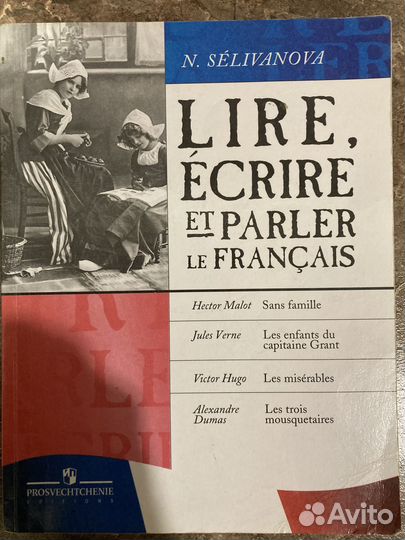 N. SÉLIVANOVA
LIRE,
ÉCRIRE
ET PARLER
LE FRANÇAIS
Hector Malot Sans famille
Jules Verne Les enfants du
capitaine Grant
Victor Hugo Les misérables
Alexandre Les trois
Dumas mousquetaires
PROSVECHTCHENIE
EDITIONS
Avito